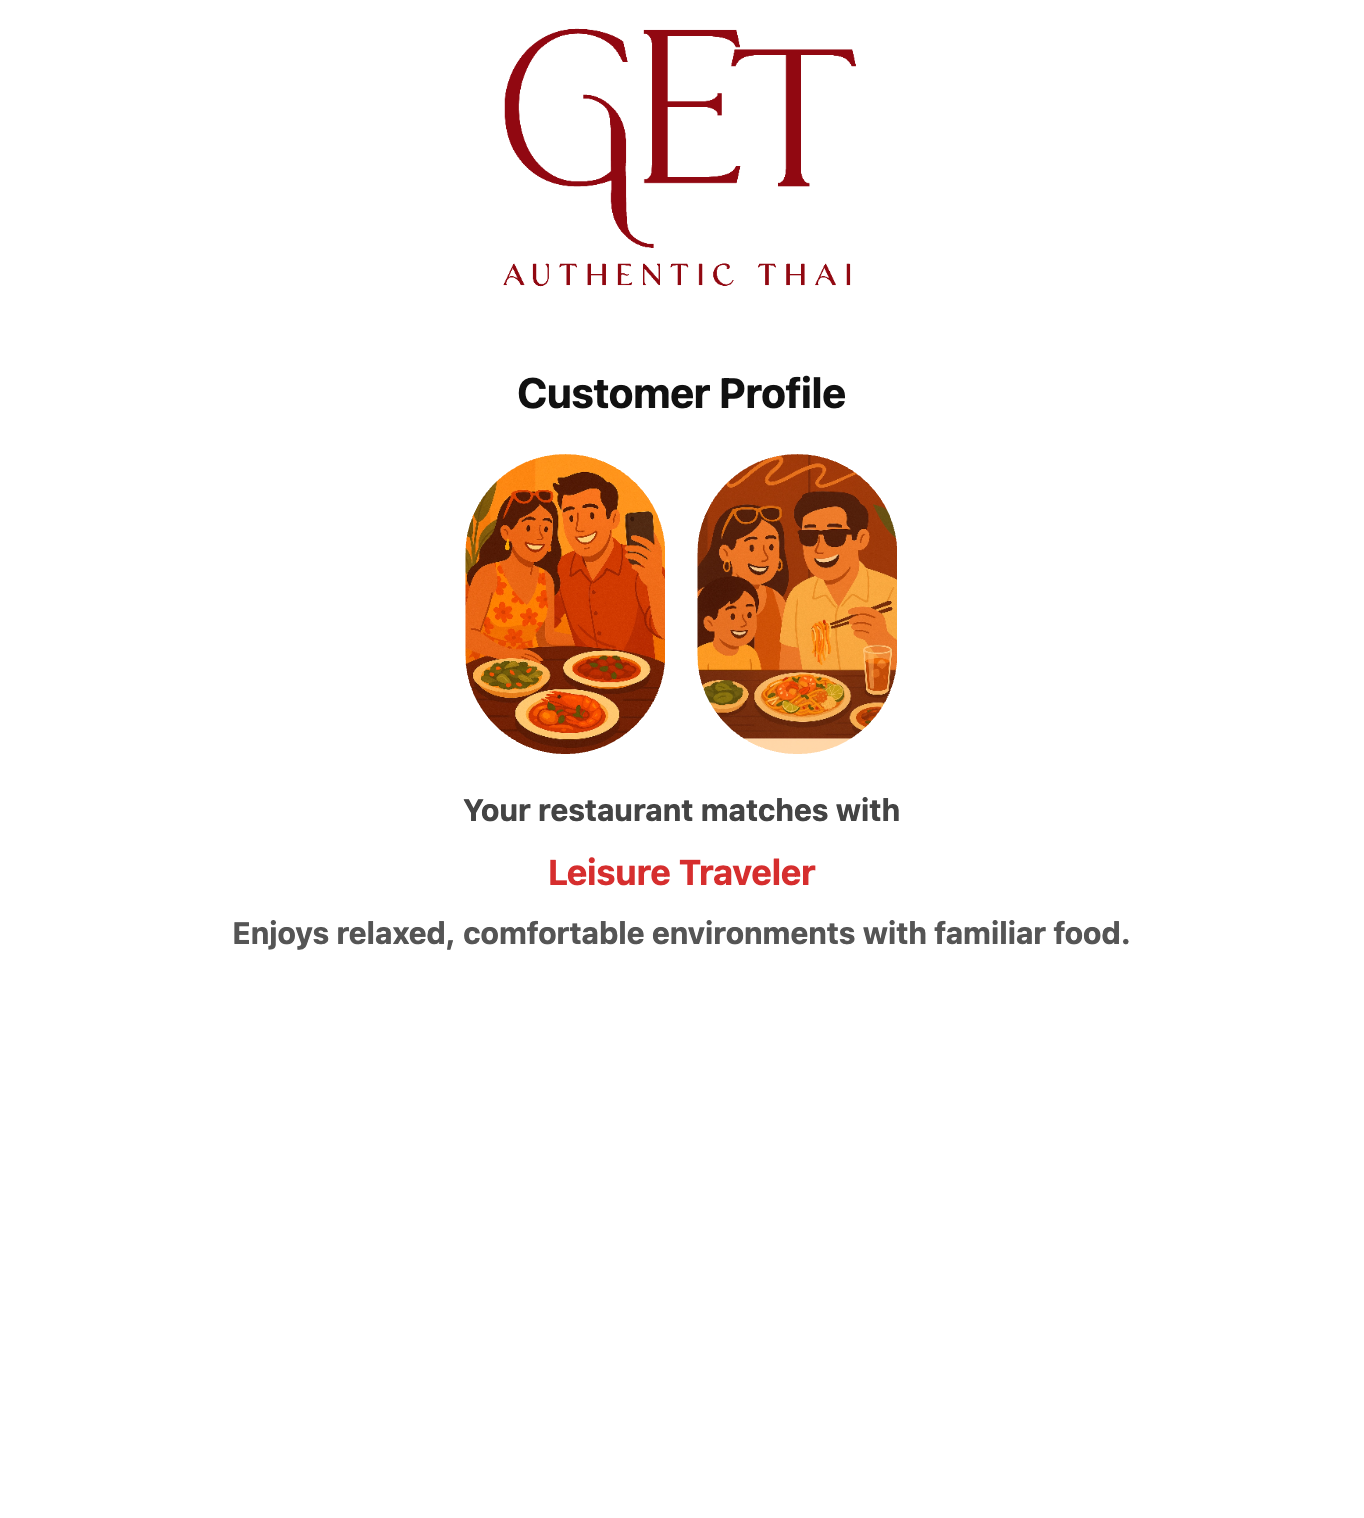 GET
AUTHENTIC THAI
Customer Profile
Your restaurant matches with
Leisure Traveler
Enjoys relaxed, comfortable environments with familiar food.